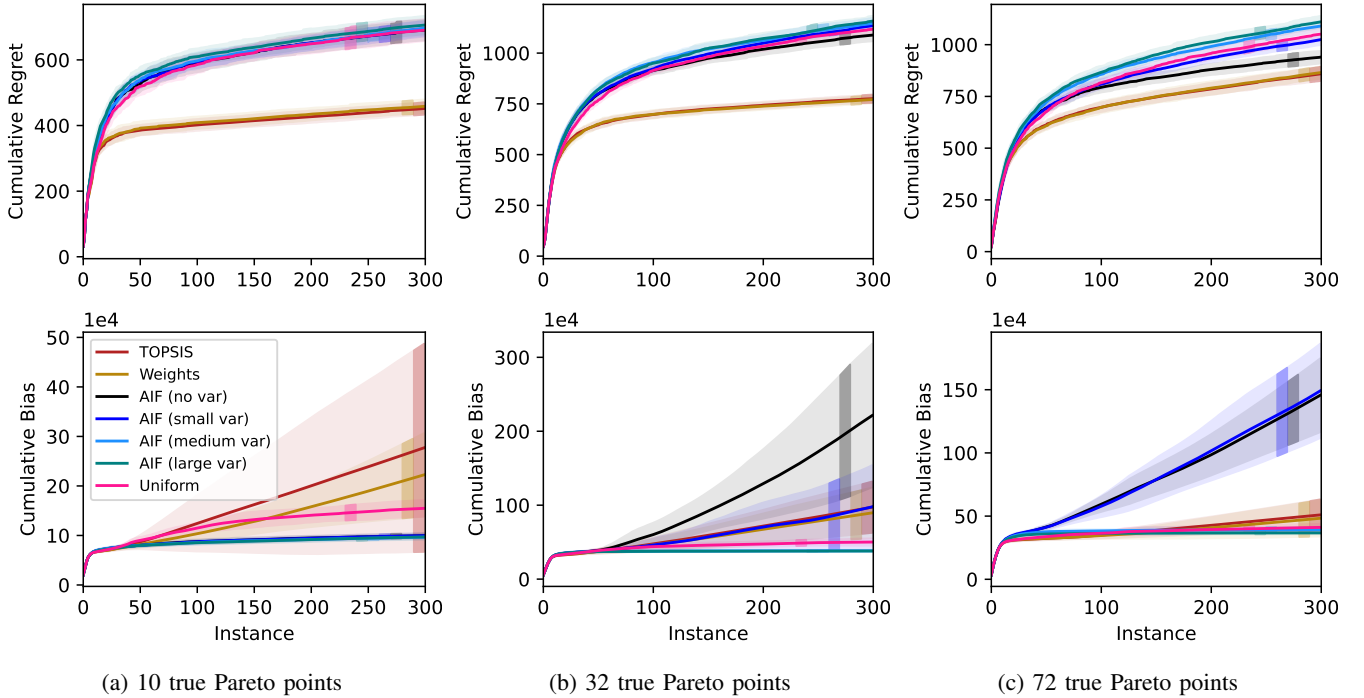 Cumulative Regret
600
400
200
0
0 50 100 150 200 250 300
Cumulative Regret
1000
750
500
250
0
0 100 200 300
Cumulative Regret
1000
750
500
250
0
0 100 200 300
1e4
Cumulative Bias
50
40
30
20
10
0
TOPSIS
Weights
AIF (no var)
AIF (small var)
AIF (medium var)
AIF (large var)
Uniform
0 50 100 150 200 250 300
Instance
1e4
Cumulative Bias
300
200
100
0
0 100 200 300
Instance
1e4
Cumulative Bias
150
100
50
0
0 100 200 300
Instance
(a) 10 true Pareto points
(b) 32 true Pareto points
(c) 72 true Pareto points